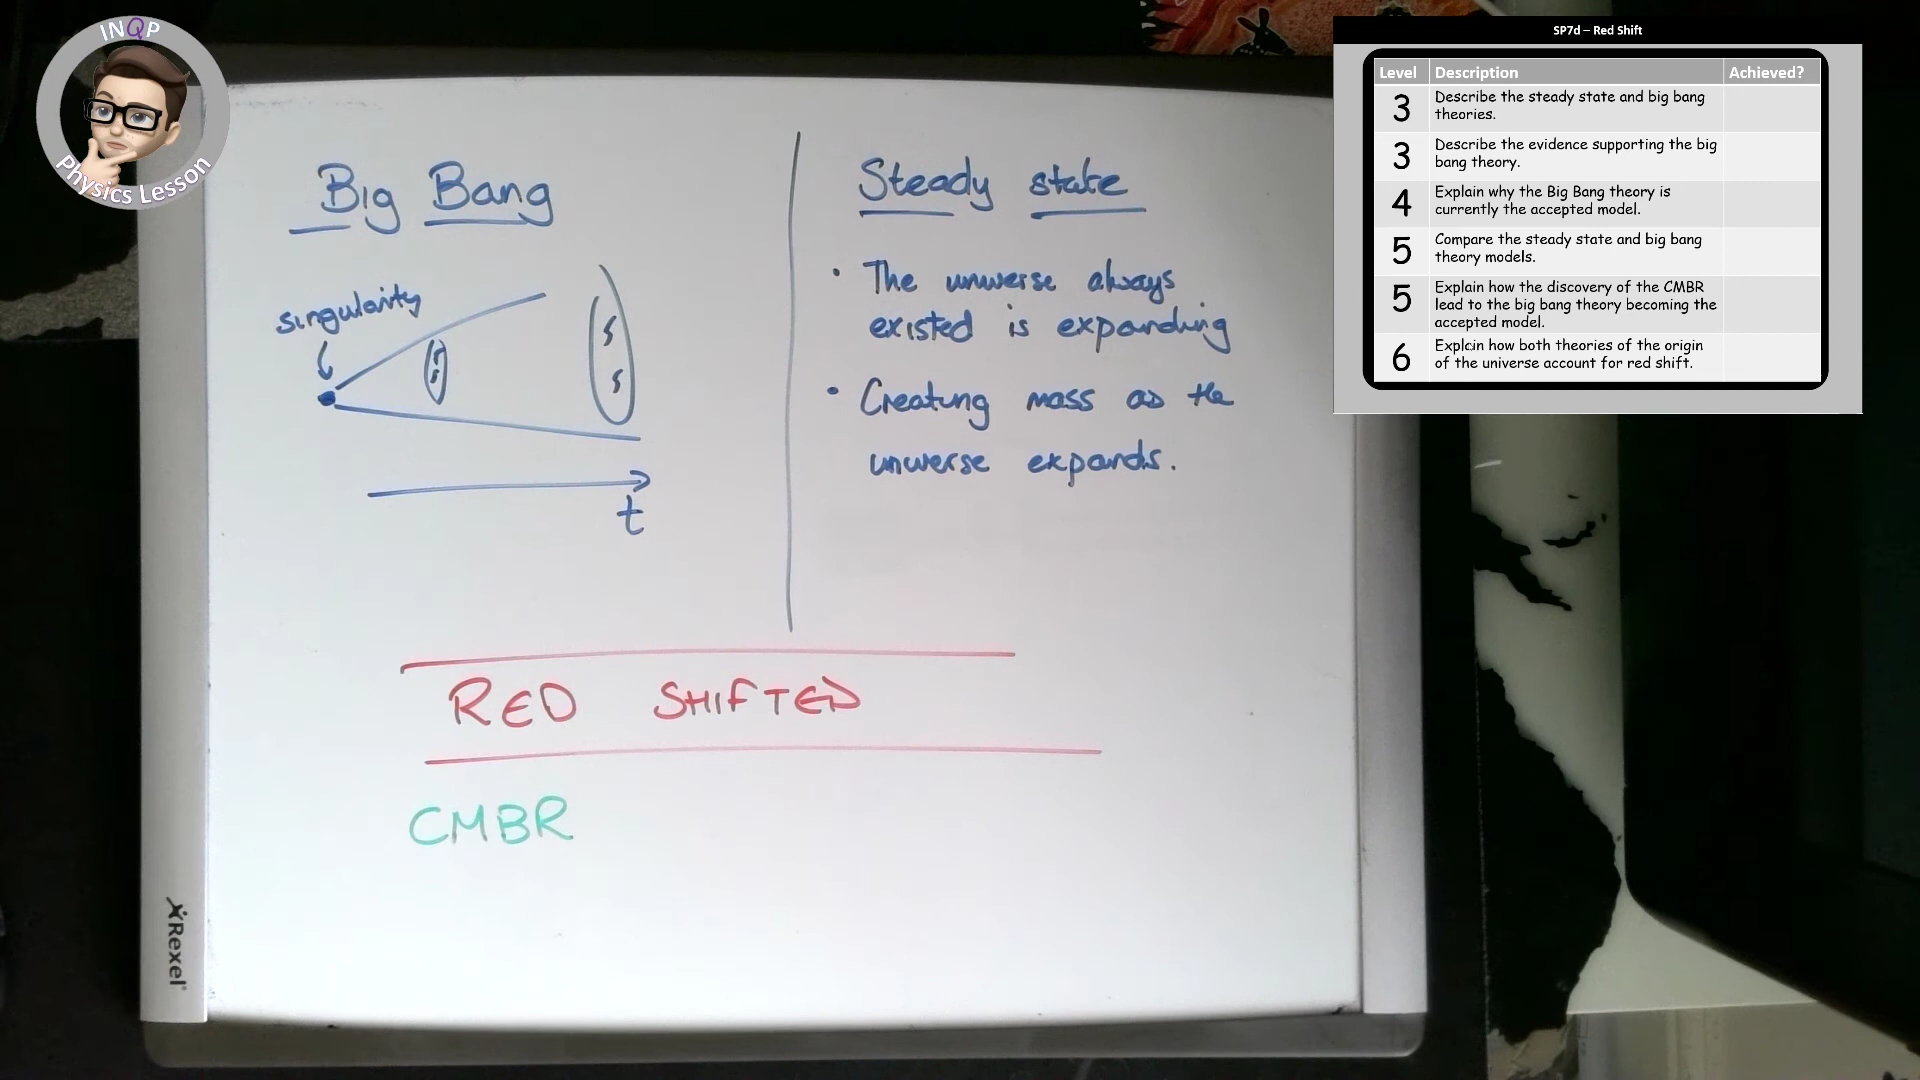 INQP
Physics Lesson
Big Bang
singularity
t
Steady state
• The universe always
existed is expanding
• Creating mass as the
universe expands.
RED SHIFTED
CMBR
Rexel
SP7d – Red Shift
Level Description Achieved?
3 Describe the steady state and big bang
theories.
3 Describe the evidence supporting the big
bang theory.
4 Explain why the Big Bang theory is
currently the accepted model.
5 Compare the steady state and big bang
theory models.
5 Explain how the discovery of the CMBR
lead to the big bang theory becoming the
accepted model.
6 Explain how both theories of the origin
of the universe account for red shift.